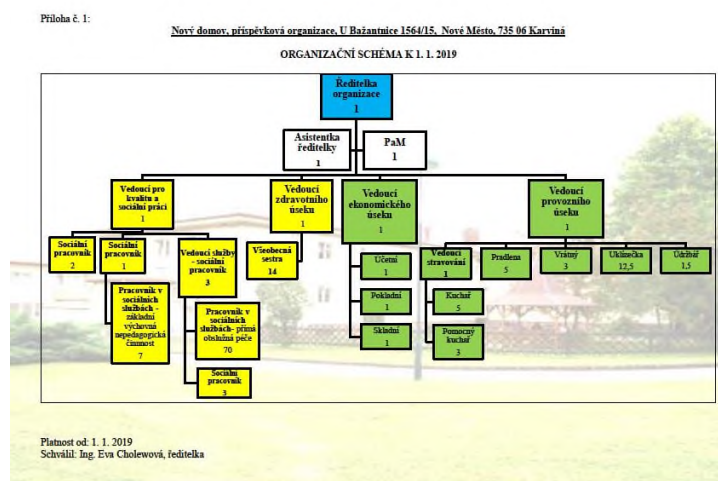 Příloha č. 1:
Nový domov, příspěvková organizace, U Bažantnice 1564/15, Nové Město, 735 06 Karviná
ORGANIZAČNÍ SCHÉMA K 1. 1. 2019
Ředitelka
organizace
1
Asistentka
ředitelky
1
PaM
1
Vedoucí pro
kvalitu a
sociální práci
1
Vedoucí
zdravotního
úseku
1
Vedoucí
ekonomického
úseku
1
Vedoucí
provozního
úseku
1
Sociální
pracovník
2
Sociální
pracovník
1
Vedoucí služby
- sociální
pracovník
3
Všeobecná
sestra
14
Účetní
1
Vedoucí
stravování
1
Pradlena
5
Vrátný
3
Uklízečka
12,5
Údržbář
1,5
Pracovník v
sociálních
službách -
základní
výchovná
nepedagogická
činnost
7
Pracovník v
sociálních
službách- přímá
obslužná péče
70
Pokladní
1
Kuchař
5
Skladní
1
Pomocný
kuchař
3
Sociální
pracovník
3
Platnost od: 1. 1. 2019
Schválil: Ing. Eva Cholewová, ředitelka